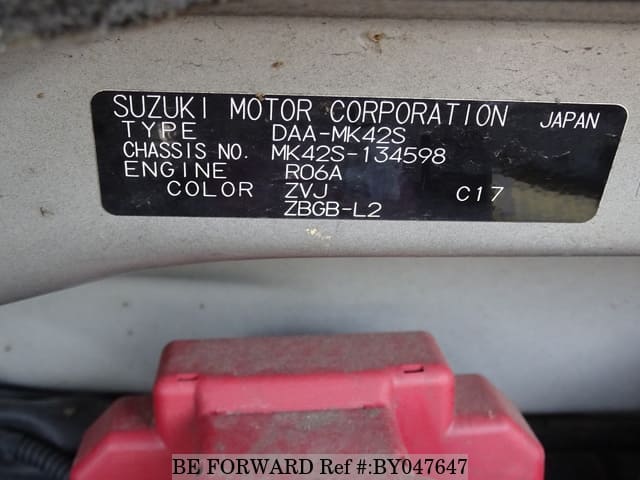 SUZUKI MOTOR CORPORATION JAPAN
TYPE DAA-MK42S
CHASSIS NO. MK42S-134598
ENGINE R06A
COLOR ZVJ C17
ZBGB-L2
BE FORWARD Ref #:BY047647